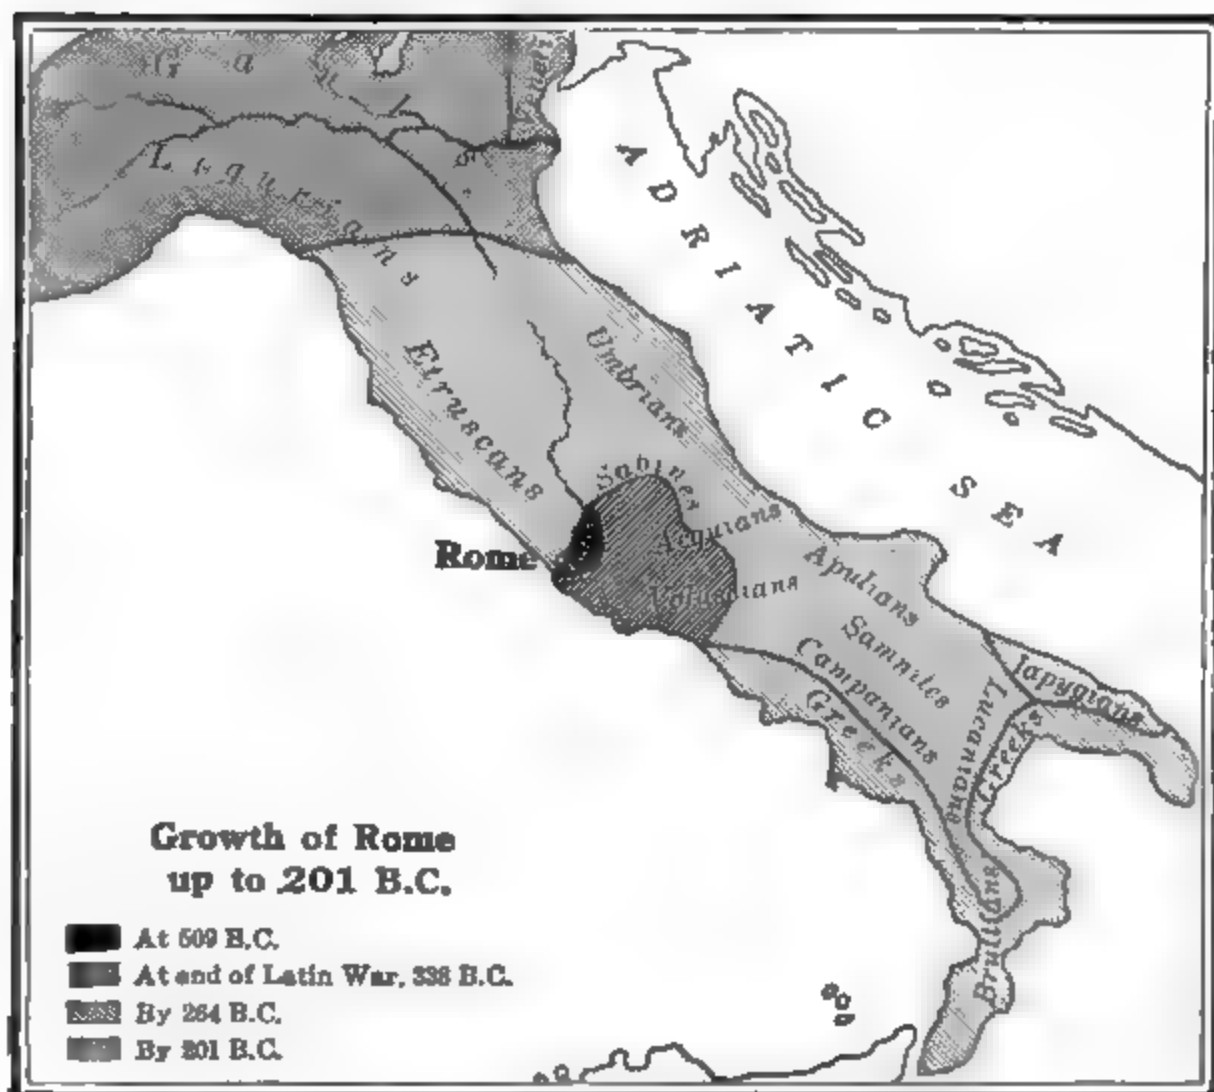 Gauls
Veneti
Ligurians
ADRIATIC SEA
Etruscans
Umbrians
Sabines
Aequians
Rome
Volscians
Apulians
Samnites
Campanians
Greeks
Iapygians
Lucanians
Greeks
Bruttians
Growth of Rome
up to 201 B.C.
At 509 B.C.
At end of Latin War, 338 B.C.
By 264 B.C.
By 201 B.C.